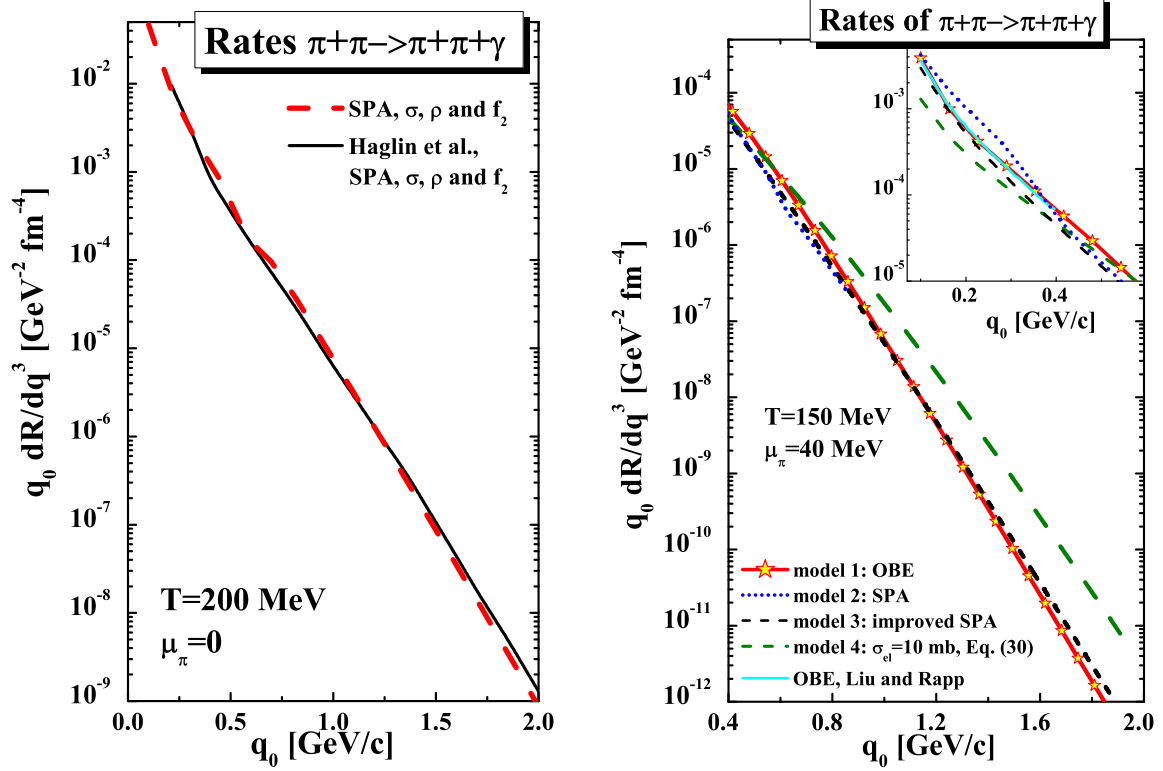 Rates π+π->π+π+γ
SPA, σ, ρ and f₂
Haglin et al.,
SPA, σ, ρ and f₂
T=200 MeV
μ_π=0
q₀ dR/dq³ [GeV⁻² fm⁻⁴]
10⁻²
10⁻³
10⁻⁴
10⁻⁵
10⁻⁶
10⁻⁷
10⁻⁸
10⁻⁹
0.0 0.5 1.0 1.5 2.0
q₀ [GeV/c]
Rates of π+π->π+π+γ
10⁻³
10⁻⁴
10⁻⁵
0.2 0.4
q₀ [GeV/c]
T=150 MeV
μ_π=40 MeV
model 1: OBE
model 2: SPA
model 3: improved SPA
model 4: σ_el=10 mb, Eq. (30)
OBE, Liu and Rapp
q₀ dR/dq³ [GeV⁻² fm⁻⁴]
10⁻⁴
10⁻⁵
10⁻⁶
10⁻⁷
10⁻⁸
10⁻⁹
10⁻¹⁰
10⁻¹¹
10⁻¹²
0.4 0.8 1.2 1.6 2.0
q₀ [GeV/c]